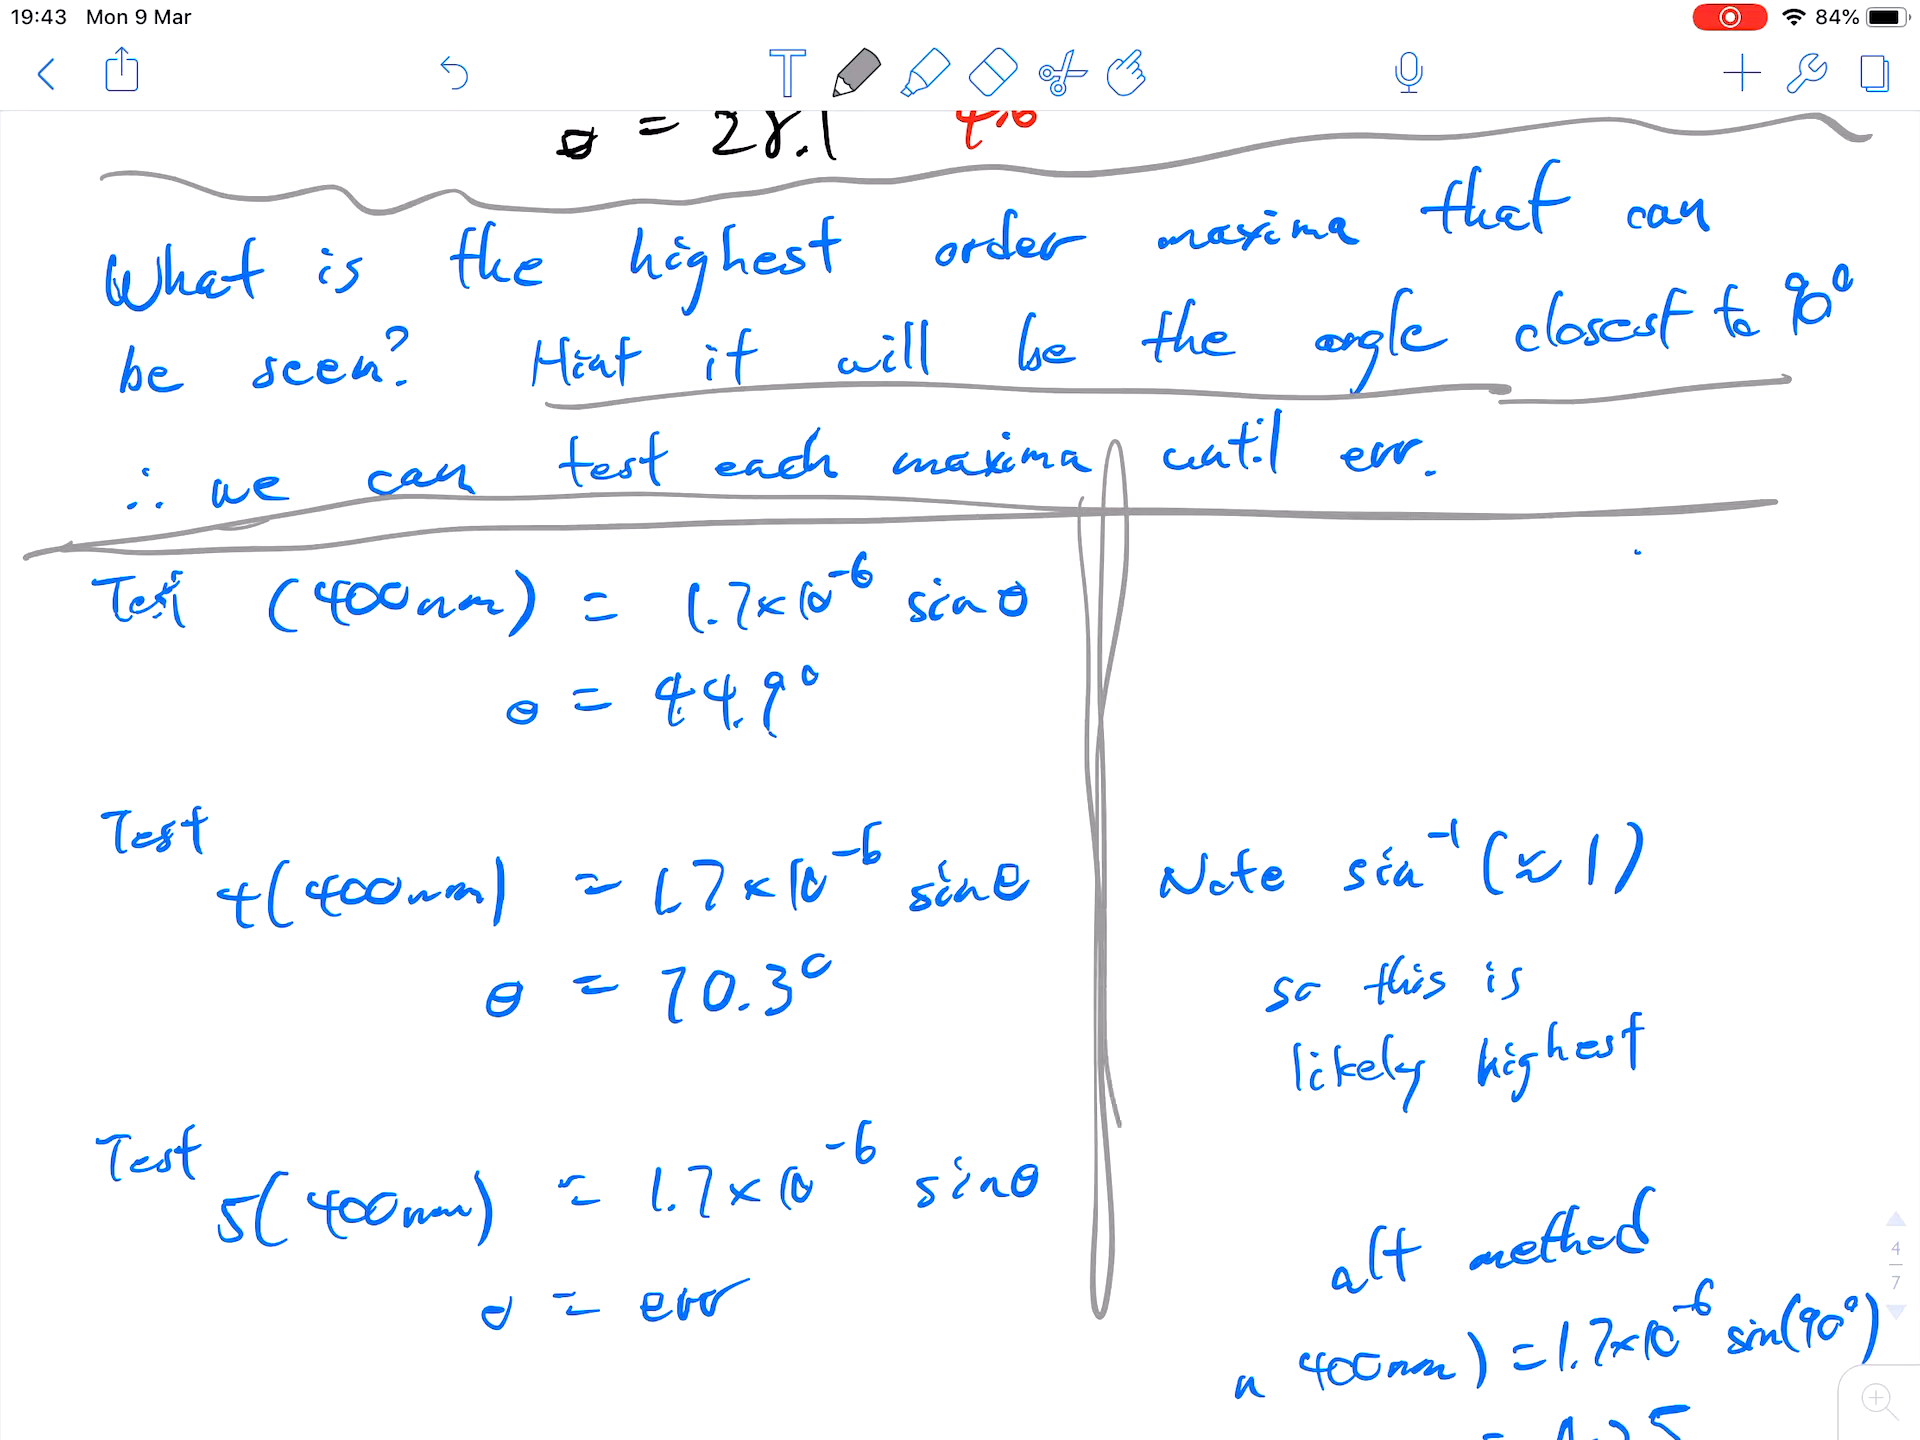 19:43 Mon 9 Mar
84%
T
θ = 28.1
What is the highest order maxima that can
be seen? Hint it will be the angle closest to 90°
∴ we can test each maxima until err.
Test (400nm) = 1.7×10⁻⁶ sinθ
θ = 44.9°
Test
4(400nm) = 1.7×10⁻⁶ sinθ
θ = 70.3°
Test
5(400nm) = 1.7×10⁻⁶ sinθ
θ = err
Note sin⁻¹(≈1)
so this is
likely highest
alt method
n 400nm) = 1.7×10⁻⁶ sin(90°)
4
7